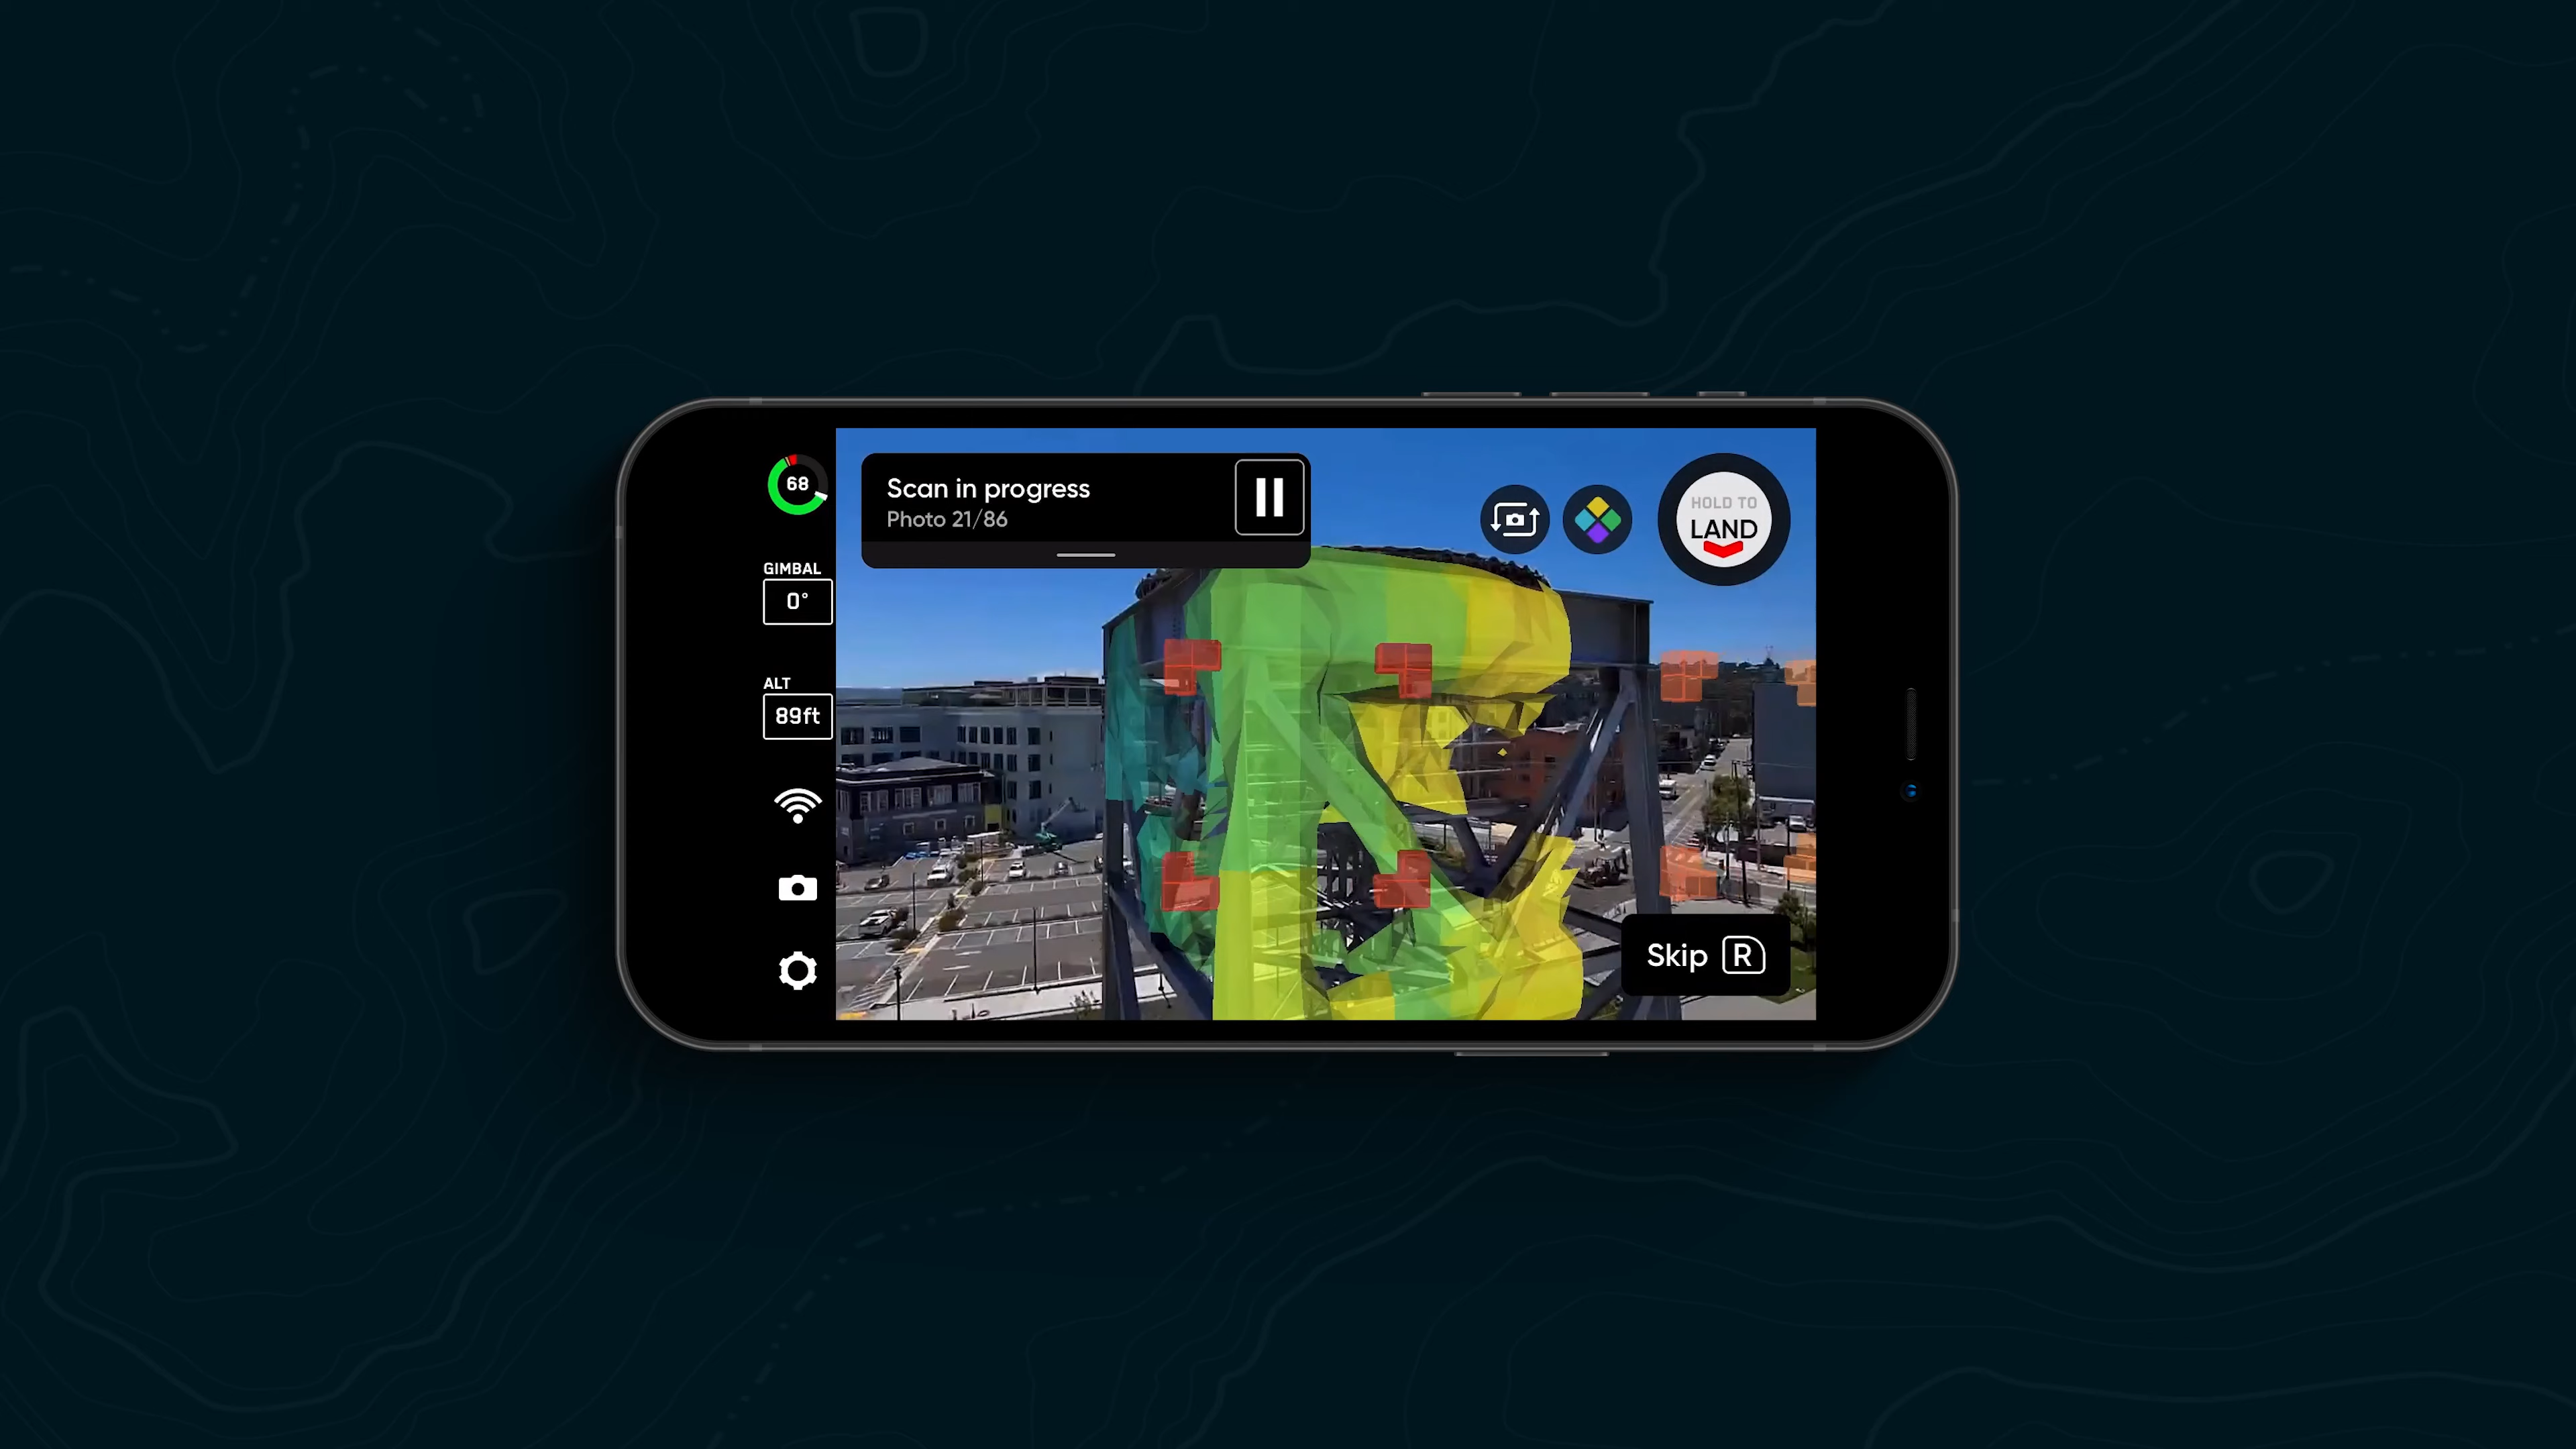 68
GIMBAL
0°
ALT
89ft
Scan in progress
Photo 21/86
HOLD TO
LAND
Skip R